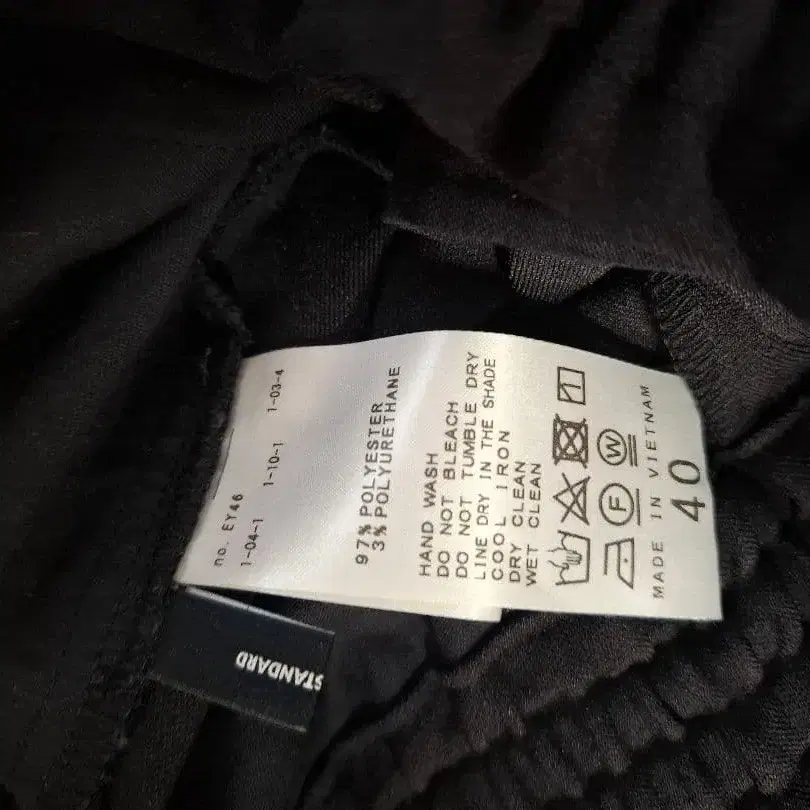 no. EY46
1-04-1 1-10-1 1-03-4
97% POLYESTER
3% POLYURETHANE
HAND WASH
DO NOT BLEACH
DO NOT TUMBLE DRY
LINE DRY IN THE SHADE
COOL IRON
DRY CLEAN
WET CLEAN
F W
MADE IN VIETNAM
40
STANDARD